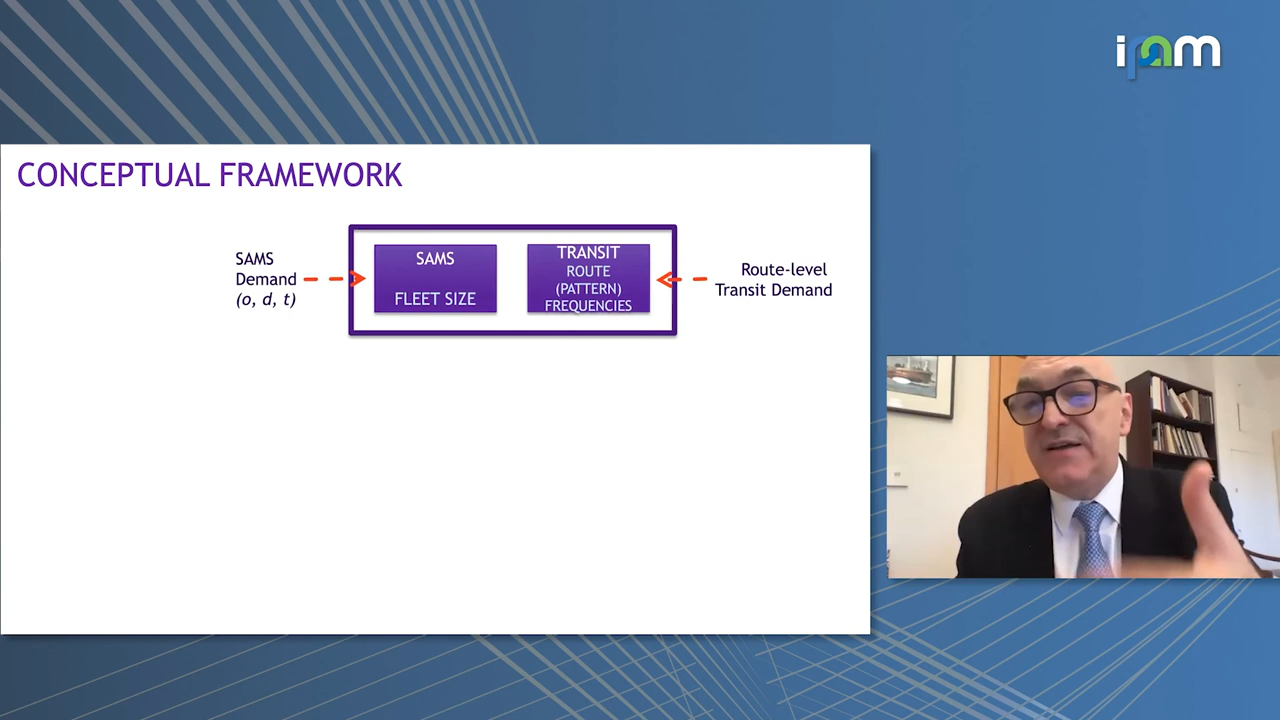 ipam
CONCEPTUAL FRAMEWORK
SAMS
Demand
(o, d, t)
SAMS
FLEET SIZE
TRANSIT
ROUTE
(PATTERN)
FREQUENCIES
Route-level
Transit Demand